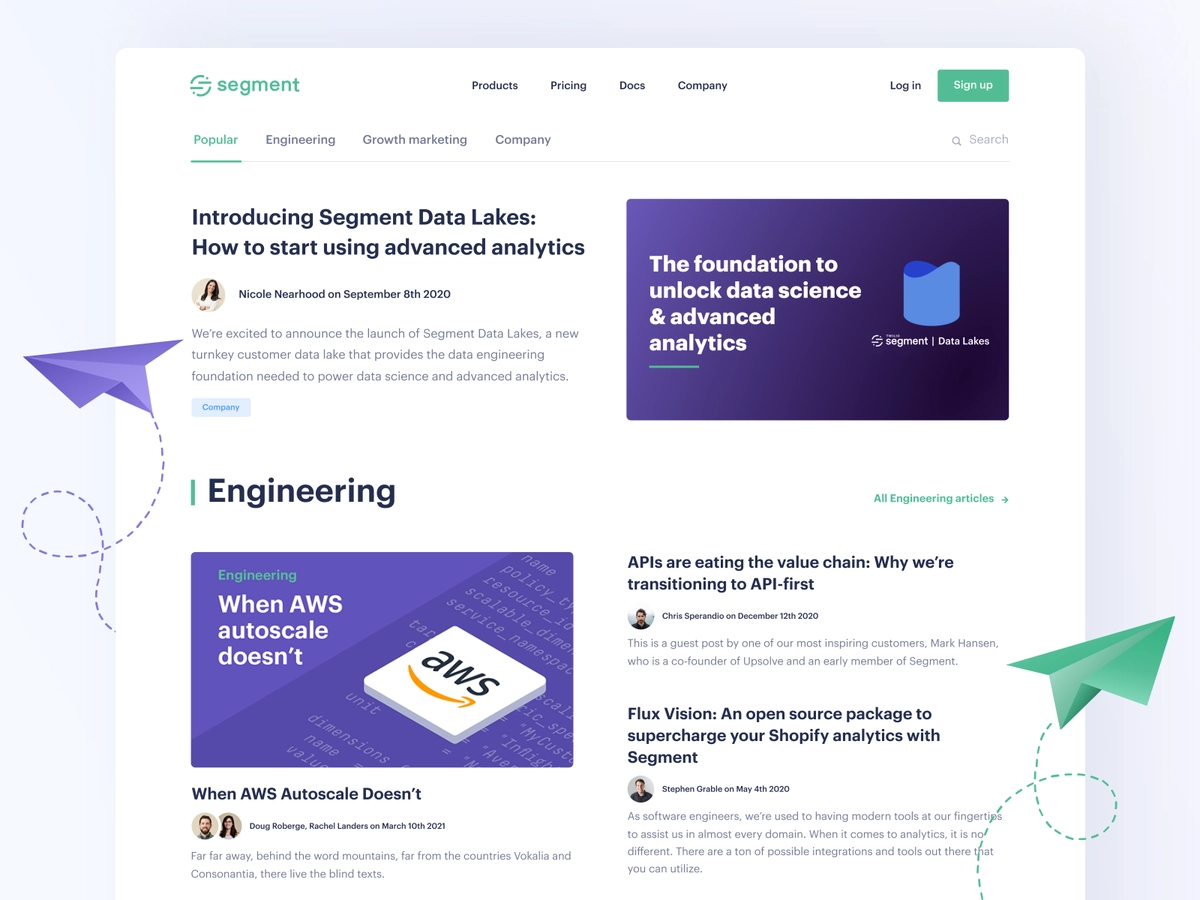 segment
Products Pricing Docs Company
Log in Sign up
Popular Engineering Growth marketing Company
Search
Introducing Segment Data Lakes:
How to start using advanced analytics
Nicole Nearhood on September 8th 2020
We’re excited to announce the launch of Segment Data Lakes, a new
turnkey customer data lake that provides the data engineering
foundation needed to power data science and advanced analytics.
Company
The foundation to
unlock data science
& advanced
analytics
segment | Data Lakes
Engineering
All Engineering articles →
Engineering
When AWS
autoscale
doesn’t
name
policy_ty
resource_id
scalable_dime
service_namespac
aws
unit
dimensions
name
value
When AWS Autoscale Doesn’t
Doug Roberge, Rachel Landers on March 10th 2021
Far far away, behind the word mountains, far from the countries Vokalia and
Consonantia, there live the blind texts.
APIs are eating the value chain: Why we’re
transitioning to API-first
Chris Sperandio on December 12th 2020
This is a guest post by one of our most inspiring customers, Mark Hansen,
who is a co-founder of Upsolve and an early member of Segment.
Flux Vision: An open source package to
supercharge your Shopify analytics with
Segment
Stephen Grable on May 4th 2020
As software engineers, we’re used to having modern tools at our fingertips
to assist us in almost every domain. When it comes to analytics, it is no
different. There are a ton of possible integrations and tools out there that
you can utilize.